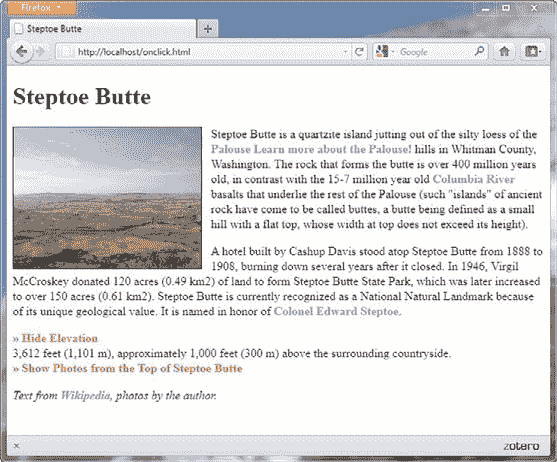 Firefox
Steptoe Butte
http://localhost/onclick.html
Google
Steptoe Butte
Steptoe Butte is a quartzite island jutting out of the silty loess of the
Palouse Learn more about the Palouse! hills in Whitman County,
Washington. The rock that forms the butte is over 400 million years
old, in contrast with the 15-7 million year old Columbia River
basalts that underlie the rest of the Palouse (such "islands" of ancient
rock have come to be called buttes, a butte being defined as a small
hill with a flat top, whose width at top does not exceed its height).
A hotel built by Cashup Davis stood atop Steptoe Butte from 1888 to
1908, burning down several years after it closed. In 1946, Virgil
McCroskey donated 120 acres (0.49 km2) of land to form Steptoe Butte State Park, which was later increased
to over 150 acres (0.61 km2). Steptoe Butte is currently recognized as a National Natural Landmark because
of its unique geological value. It is named in honor of Colonel Edward Steptoe.
» Hide Elevation
3,612 feet (1,101 m), approximately 1,000 feet (300 m) above the surrounding countryside.
» Show Photos from the Top of Steptoe Butte
Text from Wikipedia, photos by the author.
× zotero